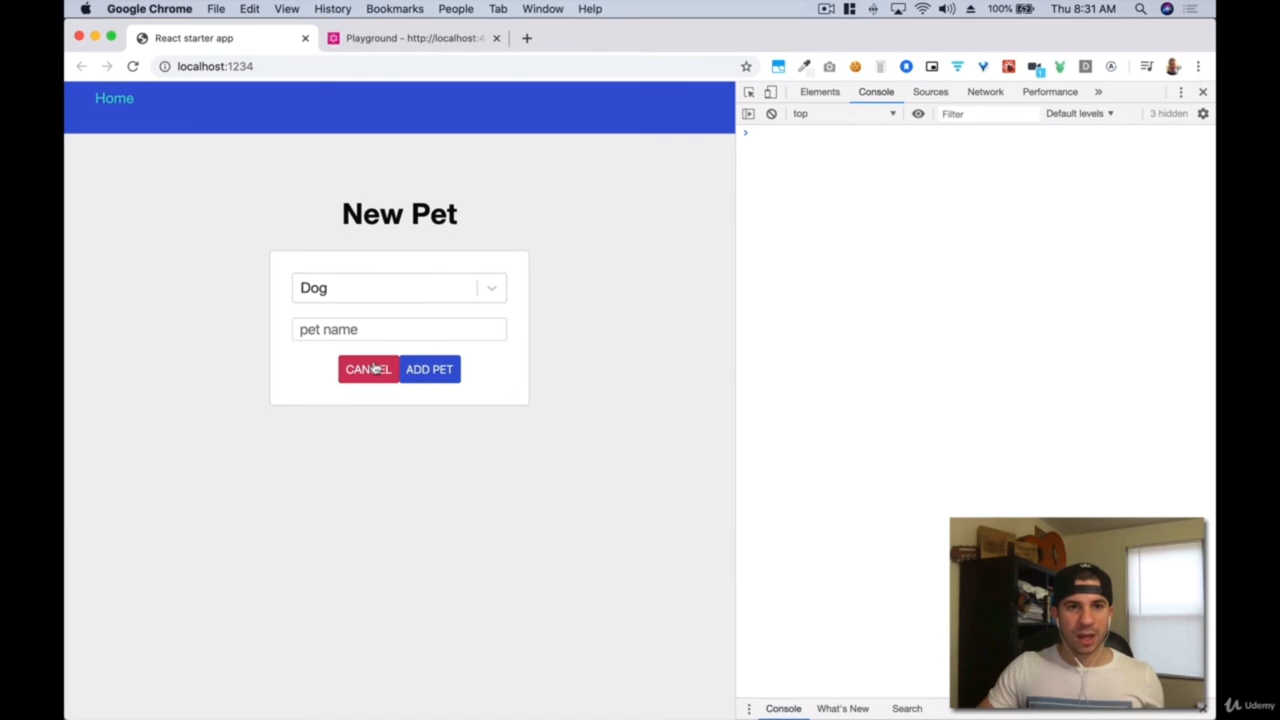 Google Chrome File Edit View History Bookmarks People Tab Window Help 100% Thu 8:31 AM
React starter app Playground - http://localhost:4
localhost:1234
Home
Elements Console Sources Network Performance
top Filter Default levels 3 hidden
New Pet
Dog
pet name
CANCEL ADD PET
Console What's New Search
Udemy